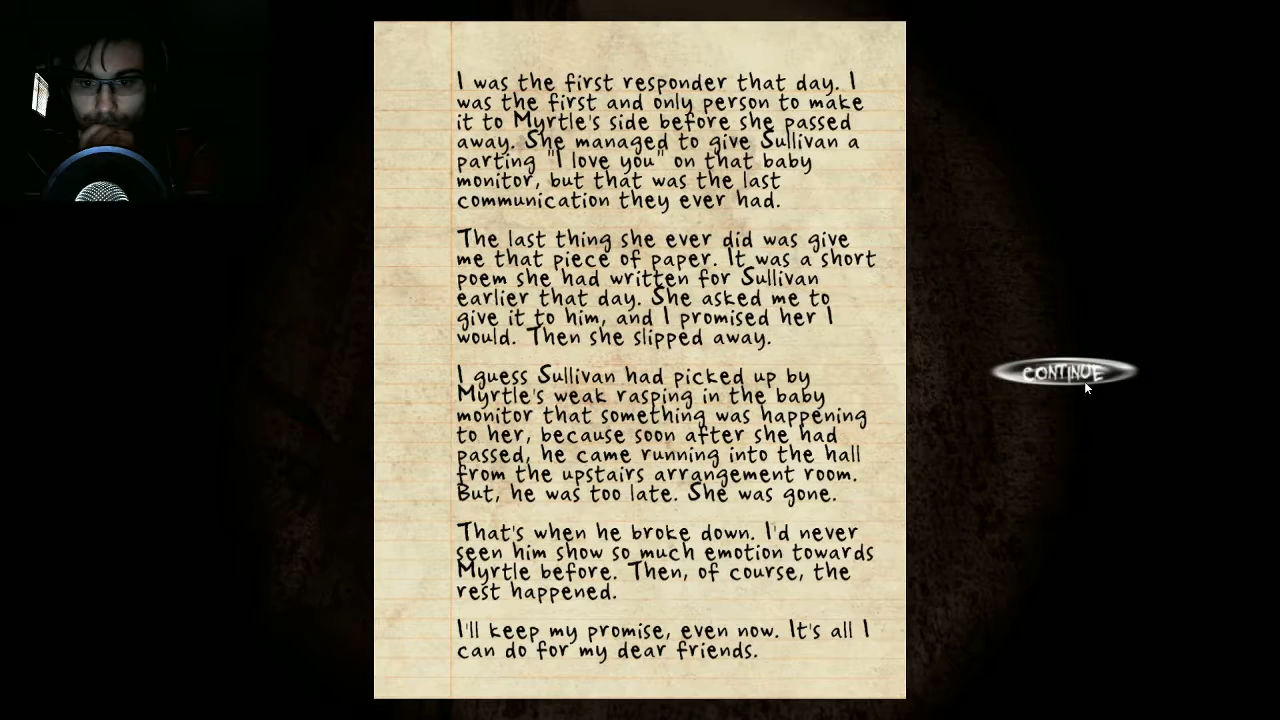 I was the first responder that day. I
was the first and only person to make
it to Myrtle's side before she passed
away. She managed to give Sullivan a
parting "I love you" on that baby
monitor, but that was the last
communication they ever had.
The last thing she ever did was give
me that piece of paper. It was a short
poem she had written for Sullivan
earlier that day. She asked me to
give it to him, and I promised her I
would. Then she slipped away.
I guess Sullivan had picked up by
Myrtle's weak rasping in the baby
monitor that something was happening
to her, because soon after she had
passed, he came running into the hall
from the upstairs arrangement room.
But, he was too late. She was gone.
That's when he broke down. I'd never
seen him show so much emotion towards
Myrtle before. Then, of course, the
rest happened.
I'll keep my promise, even now. It's all I
can do for my dear friends.
CONTINUE